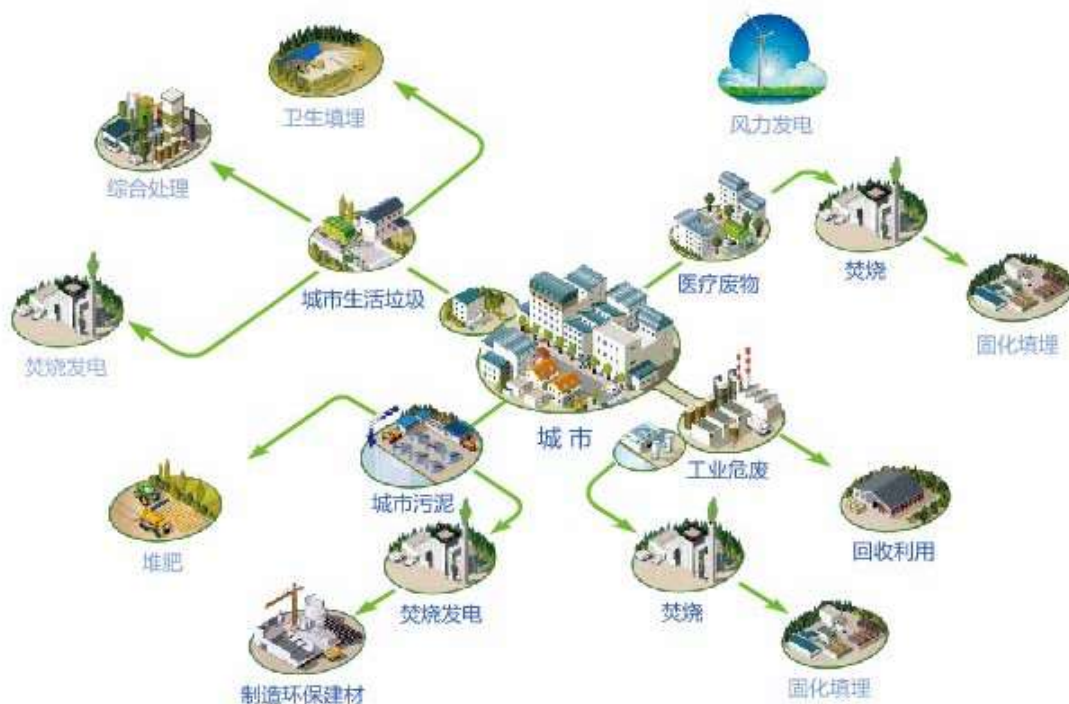 卫生填埋
风力发电
综合处理
城市生活垃圾
医疗废物
焚烧
固化填埋
焚烧发电
城市
工业危废
城市污泥
回收利用
堆肥
焚烧发电
焚烧
制造环保建材
固化填埋